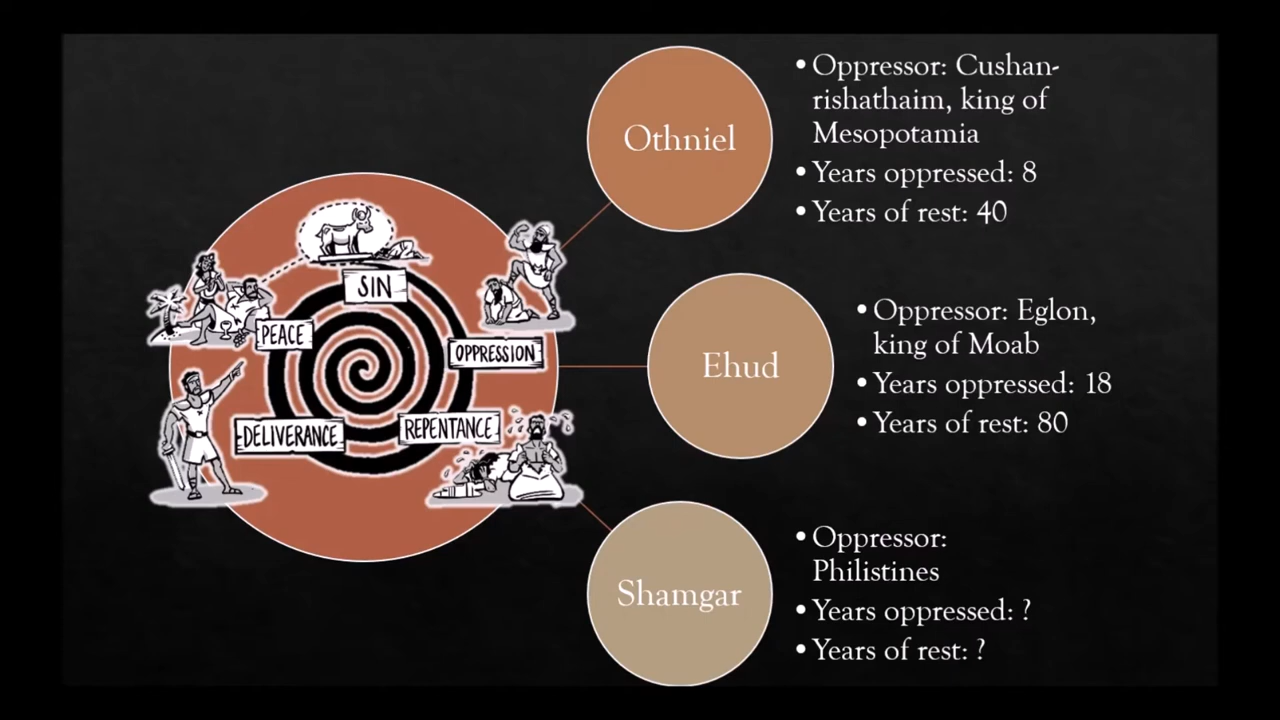 SIN
PEACE
OPPRESSION
DELIVERANCE
REPENTANCE
Othniel
• Oppressor: Cushan-
rishathaim, king of
Mesopotamia
• Years oppressed: 8
• Years of rest: 40
Ehud
• Oppressor: Eglon,
king of Moab
• Years oppressed: 18
• Years of rest: 80
Shamgar
• Oppressor:
Philistines
• Years oppressed: ?
• Years of rest: ?